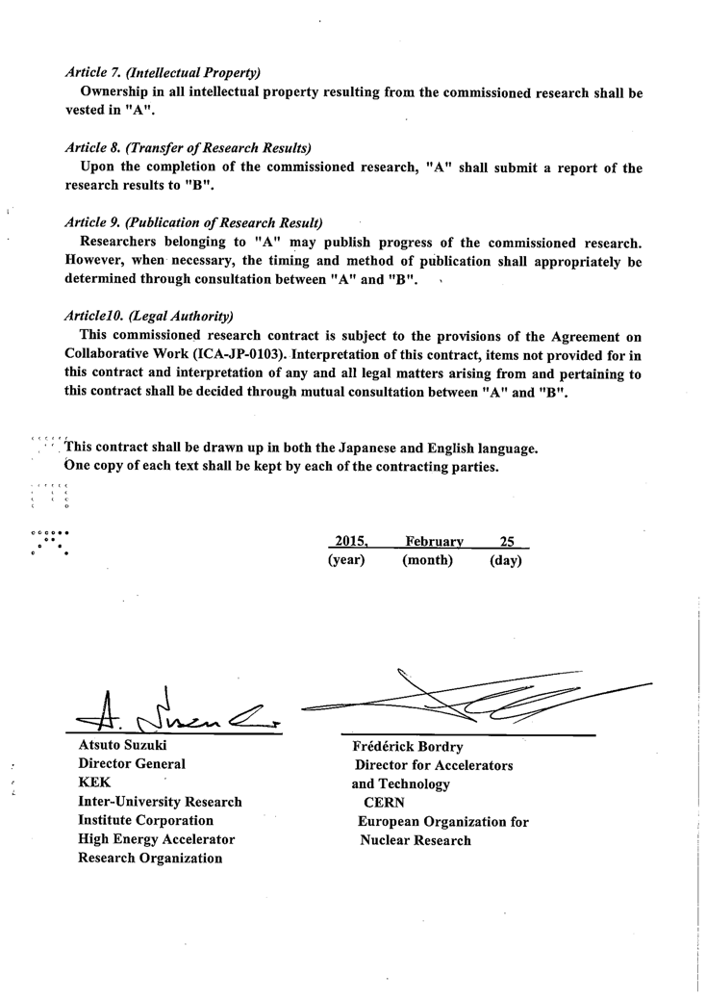 Article 7. (Intellectual Property)
Ownership in all intellectual property resulting from the commissioned research shall be
vested in "A".
Article 8. (Transfer of Research Results)
Upon the completion of the commissioned research, "A" shall submit a report of the
research results to "B".
Article 9. (Publication of Research Result)
Researchers belonging to "A" may publish progress of the commissioned research.
However, when necessary, the timing and method of publication shall appropriately be
determined through consultation between "A" and "B".
Article10. (Legal Authority)
This commissioned research contract is subject to the provisions of the Agreement on
Collaborative Work (ICA-JP-0103). Interpretation of this contract, items not provided for in
this contract and interpretation of any and all legal matters arising from and pertaining to
this contract shall be decided through mutual consultation between "A" and "B".
This contract shall be drawn up in both the Japanese and English language.
One copy of each text shall be kept by each of the contracting parties.
2015, February 25
(year) (month) (day)
A.
Atsuto Suzuki
Director General
KEK
Inter-University Research
Institute Corporation
High Energy Accelerator
Research Organization
Frédérick Bordry
Director for Accelerators
and Technology
CERN
European Organization for
Nuclear Research